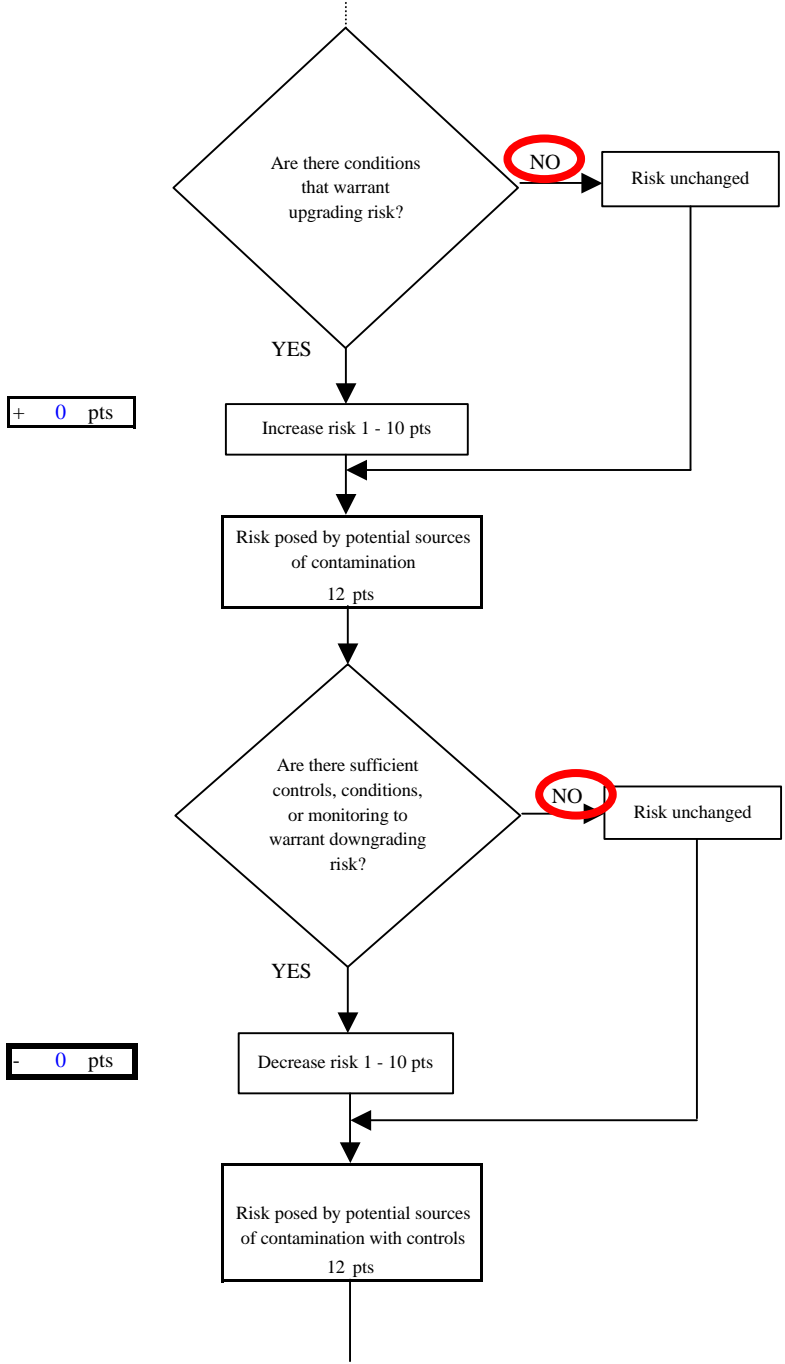 Are there conditions
that warrant
upgrading risk?
NO
Risk unchanged
YES
+ 0 pts
Increase risk 1 - 10 pts
Risk posed by potential sources
of contamination
12 pts
Are there sufficient
controls, conditions,
or monitoring to
warrant downgrading
risk?
NO
Risk unchanged
YES
- 0 pts
Decrease risk 1 - 10 pts
Risk posed by potential sources
of contamination with controls
12 pts